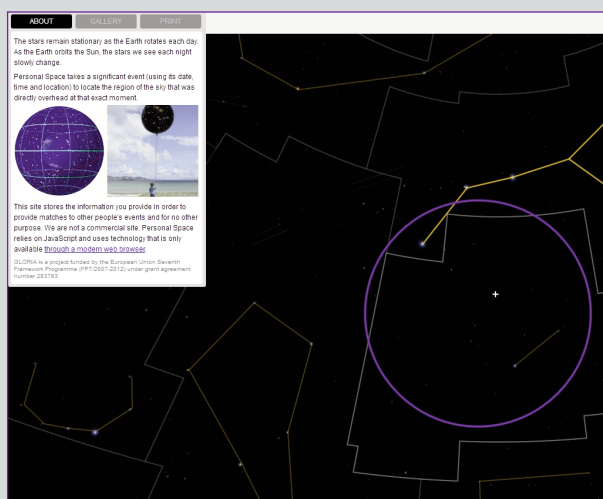 ABOUT GALLERY PRINT
The stars remain stationary as the Earth rotates each day.
As the Earth orbits the Sun, the stars we see each night
slowly change.
Personal Space takes a significant event (using its date,
time and location) to locate the region of the sky that was
directly overhead at that exact moment.
This site stores the information you provide in order to
provide matches to other people's events and for no other
purpose. We are not a commercial site. Personal Space
relies on JavaScript and uses technology that is only
available through a modern web browser.
GLORIA is a project funded by the European Union Seventh
Framework Programme (FP7/2007-2012) under grant agreement
number 283783